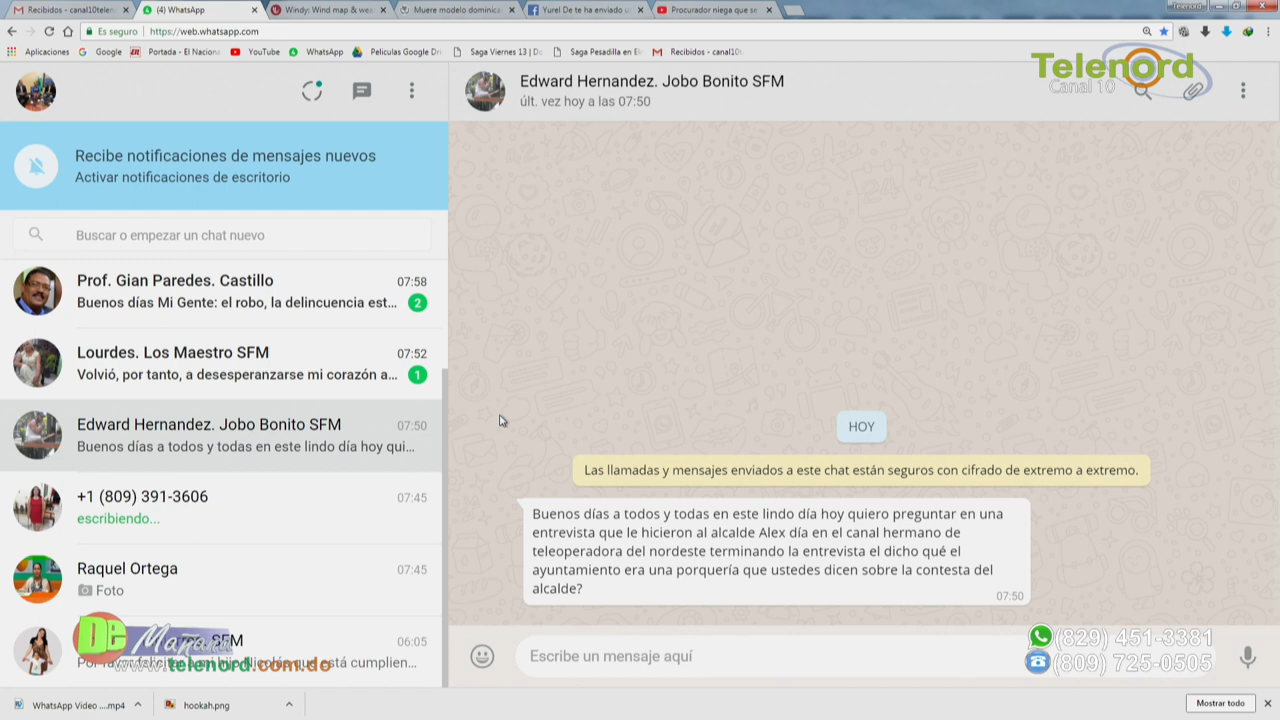 Recibidos - canal10telen
(4) WhatsApp
Windy: Wind map & wea
Muere modelo dominica
Yurel De te ha enviado u
Procurador niega que se
Telenord
Es seguro
https://web.whatsapp.com
Aplicaciones
Google
Portada - El Naciona
YouTube
WhatsApp
Peliculas Google Dri
Saga Viernes 13 | Do
Saga Pesadilla en El
Recibidos - canal10t
Telenord
Canal 10
Edward Hernandez. Jobo Bonito SFM
últ. vez hoy a las 07:50
Recibe notificaciones de mensajes nuevos
Activar notificaciones de escritorio
Buscar o empezar un chat nuevo
Prof. Gian Paredes. Castillo 07:58
Buenos días Mi Gente: el robo, la delincuencia est... 2
Lourdes. Los Maestro SFM 07:52
Volvió, por tanto, a desesperanzarse mi corazón a... 1
Edward Hernandez. Jobo Bonito SFM 07:50
Buenos días a todos y todas en este lindo día hoy qui...
+1 (809) 391-3606 07:45
escribiendo...
Raquel Ortega 07:45
Foto
SFM 06:05
De Mañana
www.telenord.com.do
HOY
Las llamadas y mensajes enviados a este chat están seguros con cifrado de extremo a extremo.
Buenos días a todos y todas en este lindo día hoy quiero preguntar en una
entrevista que le hicieron al alcalde Alex día en el canal hermano de
teleoperadora del nordeste terminando la entrevista el dicho qué el
ayuntamiento era una porquería que ustedes dicen sobre la contesta del
alcalde?
07:50
Escribe un mensaje aquí
(829) 451-3381
(809) 725-0505
WhatsApp Video ....mp4
hookah.png
Mostrar todo